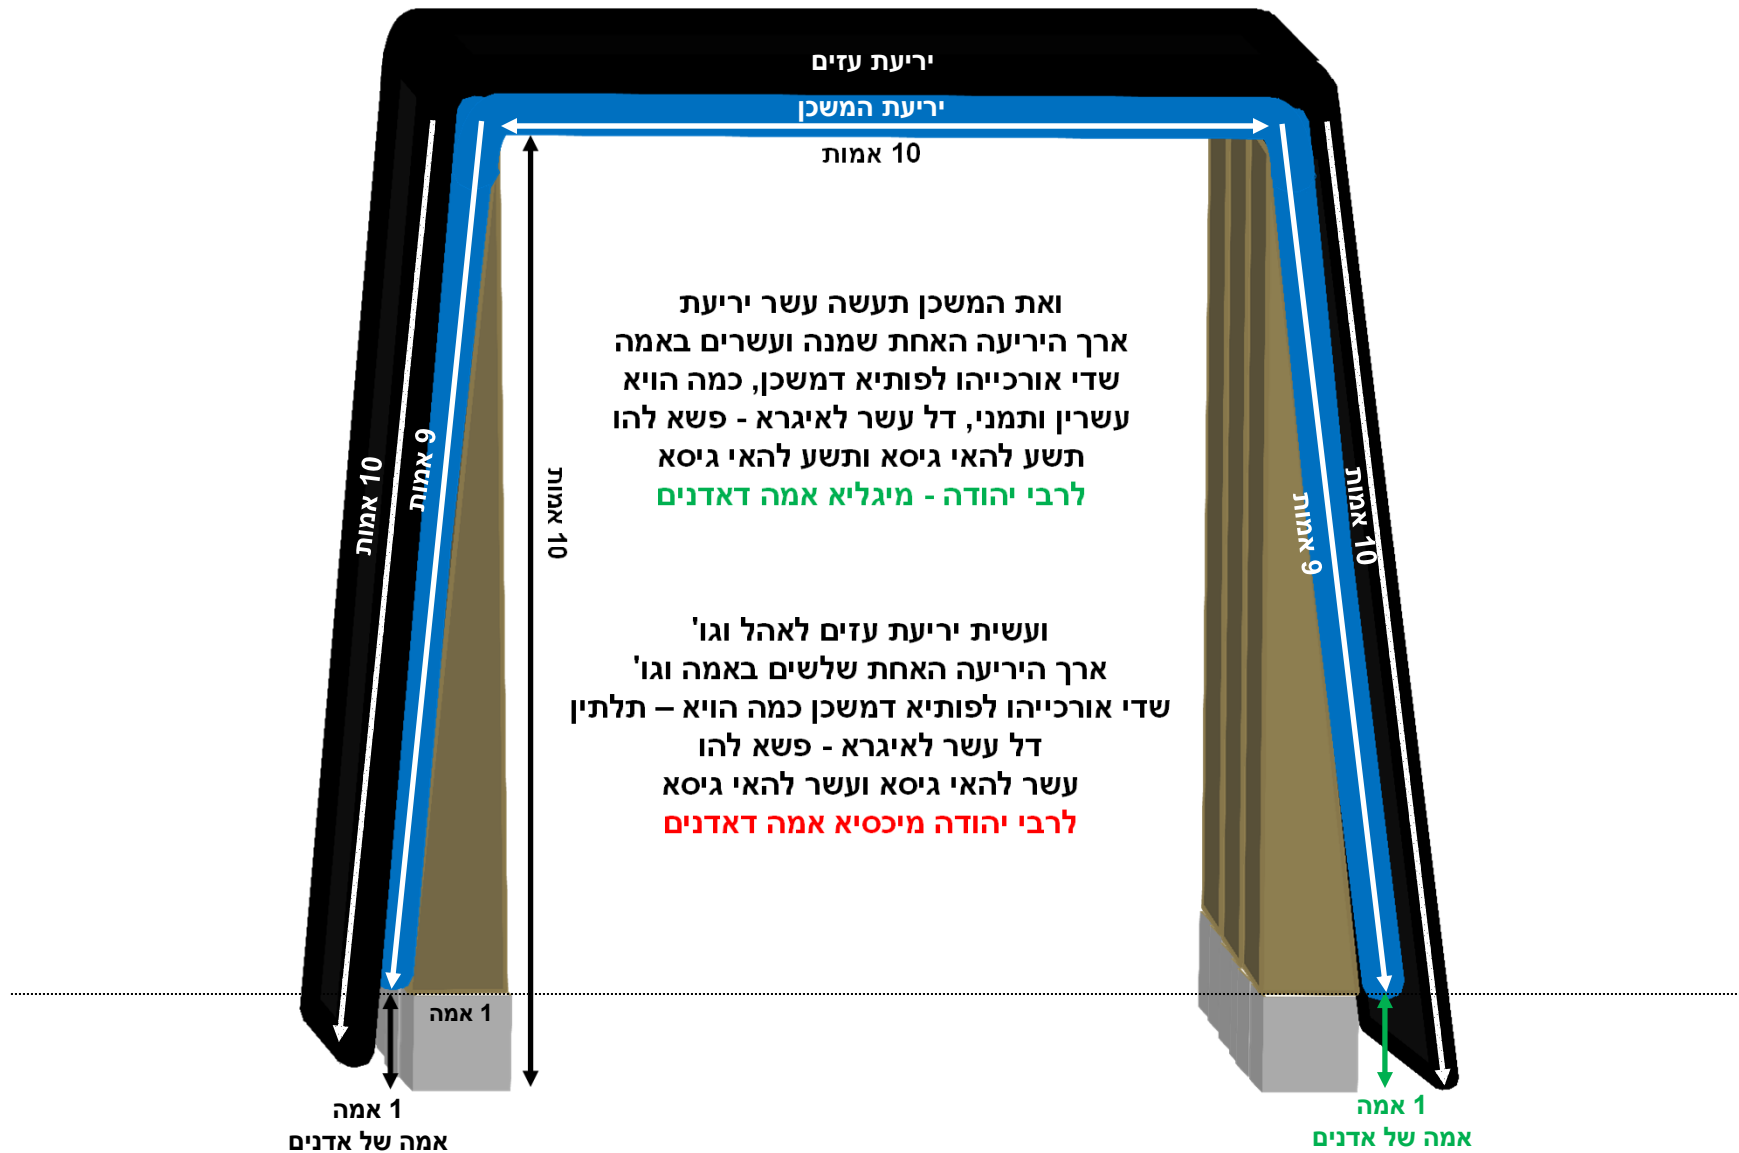 יריעת עזים
יריעת המשכן
10 אמות
ואת המשכן תעשה עשר יריעת
ארך היריעה האחת שמנה ועשרים באמה
שדי אורכייהו לפותיא דמשכן, כמה הויא
עשרין ותמני, דל עשר לאיגרא - פשא להו
תשע להאי גיסא ותשע להאי גיסא
לרבי יהודה - מיגליא אמה דאדנים
10 אמות
9 אמות
10 אמות
9 אמות
10 אמות
ועשית יריעת עזים לאהל וגו'
ארך היריעה האחת שלשים באמה וגו'
שדי אורכייהו לפותיא דמשכן כמה הויא – תלתין
דל עשר לאיגרא - פשא להו
עשר להאי גיסא ועשר להאי גיסא
לרבי יהודה מיכסיא אמה דאדנים
1 אמה
1 אמה
אמה של אדנים
1 אמה
אמה של אדנים